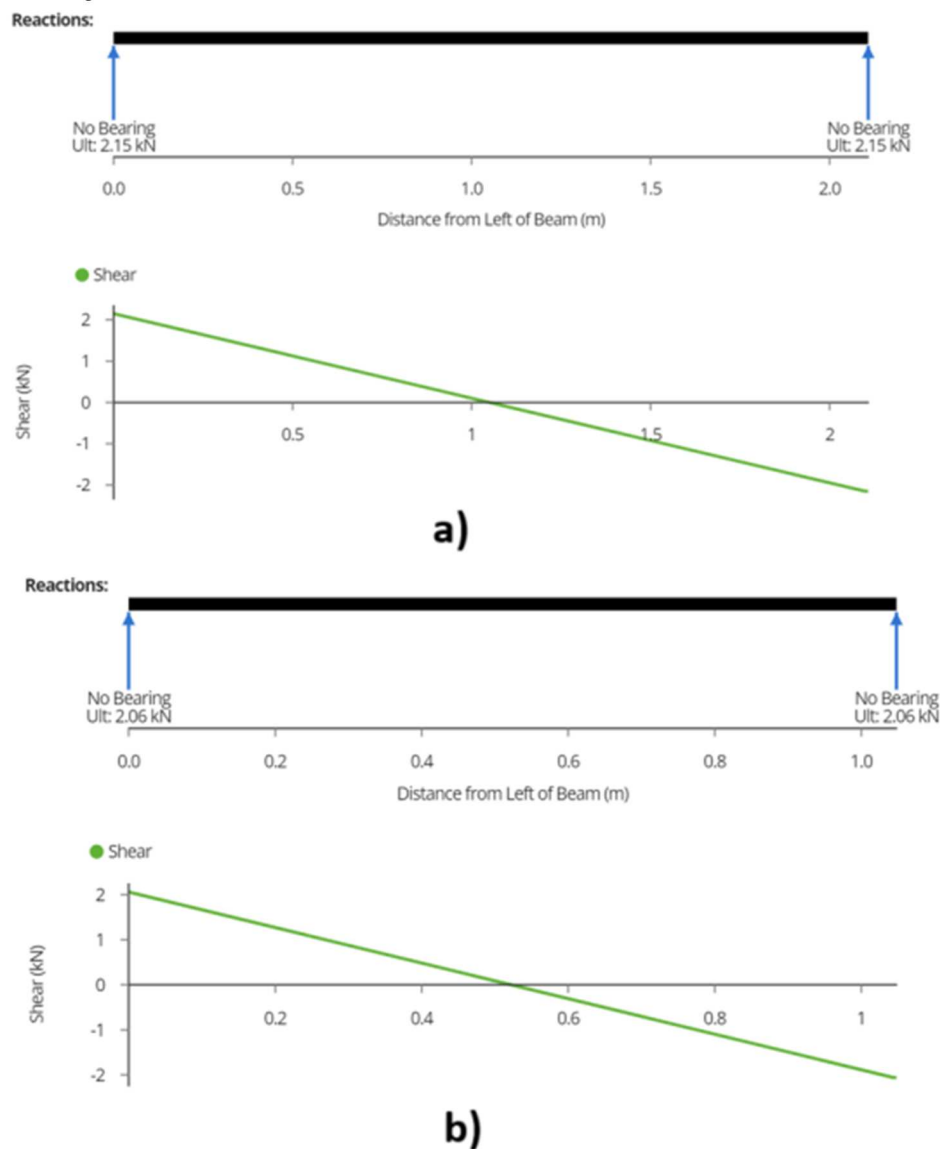 Reactions:
No Bearing No Bearing
Ult: 2.15 kN Ult: 2.15 kN
0.0 0.5 1.0 1.5 2.0
Distance from Left of Beam (m)
Shear
2
1
0
-1
-2
Shear (kN)
0.5 1 1.5 2
a)
Reactions:
No Bearing No Bearing
Ult: 2.06 kN Ult: 2.06 kN
0.0 0.2 0.4 0.6 0.8 1.0
Distance from Left of Beam (m)
Shear
2
1
0
-1
-2
Shear (kN)
0.2 0.4 0.6 0.8 1
b)